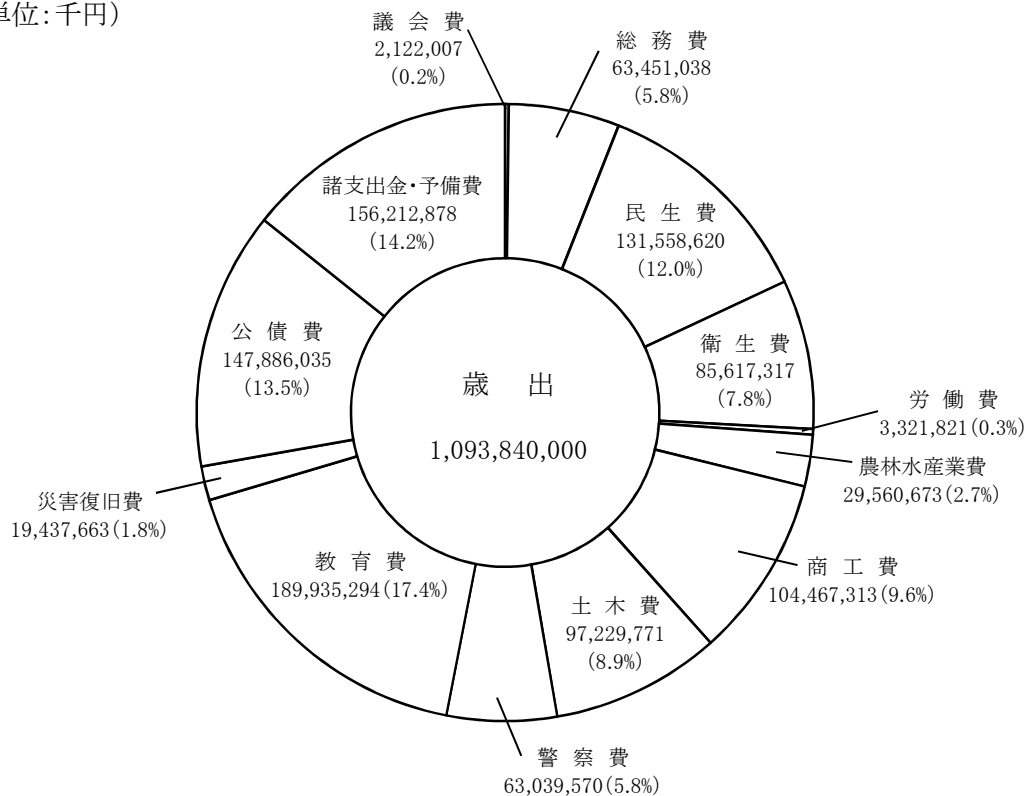 単位:千円）
議会費
2,122,007
（0.2%）
総務費
63,451,038
（5.8%）
民生費
131,558,620
（12.0%）
衛生費
85,617,317
（7.8%）
労働費
3,321,821（0.3%）
農林水産業費
29,560,673（2.7%）
商工費
104,467,313（9.6%）
土木費
97,229,771
（8.9%）
警察費
63,039,570（5.8%）
教育費
189,935,294（17.4%）
災害復旧費
19,437,663（1.8%）
公債費
147,886,035
（13.5%）
諸支出金・予備費
156,212,878
（14.2%）
歳出
1,093,840,000